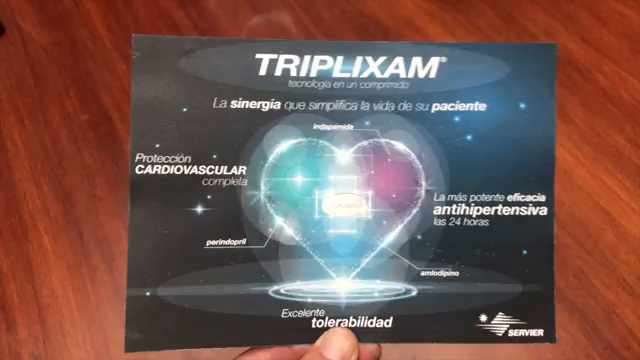 TRIPLIXAM®
tecnología en un comprimido
La sinergia que simplifica la vida de su paciente
indapamida
Protección
CARDIOVASCULAR
completa
La más potente eficacia
antihipertensiva
las 24 horas
perindopril
amlodipino
Excelente
tolerabilidad
SERVIER